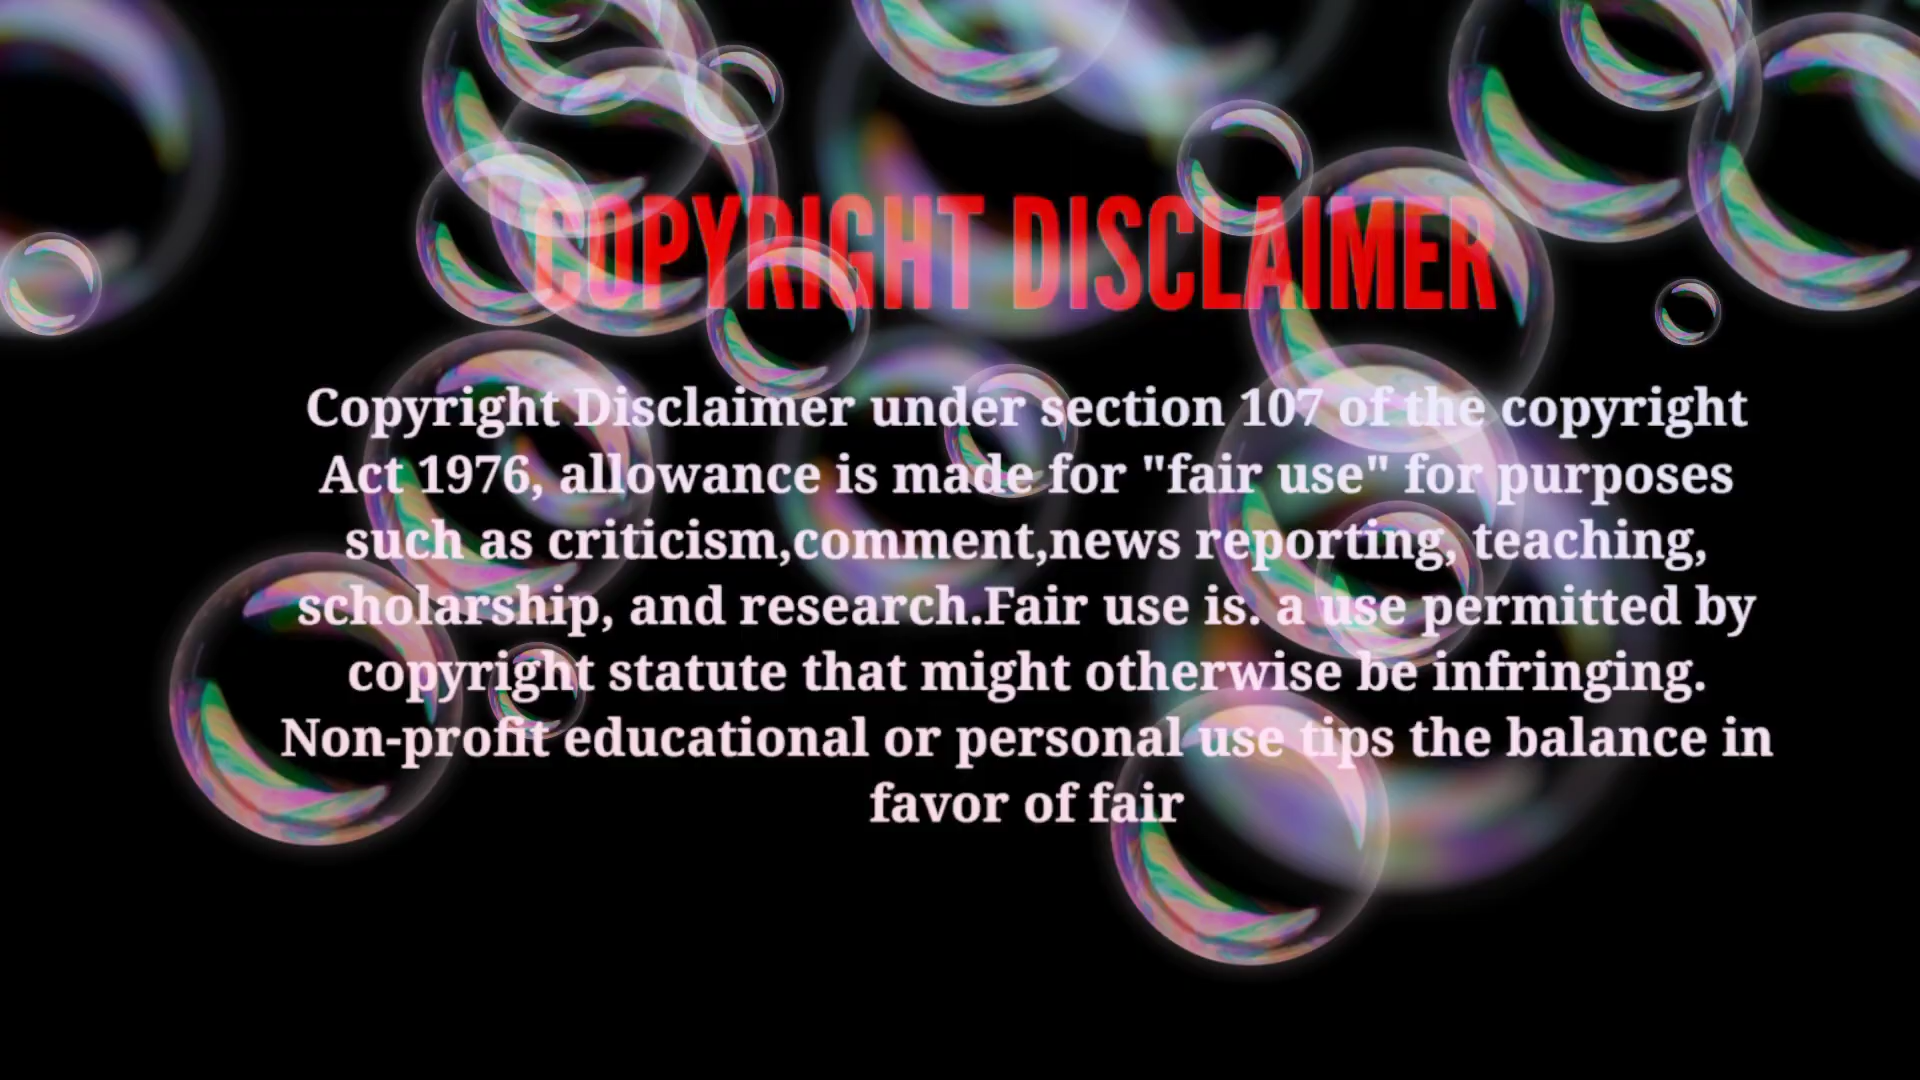 COPYRIGHT DISCLAIMER
Copyright Disclaimer under section 107 of the copyright
Act 1976, allowance is made for "fair use" for purposes
such as criticism,comment,news reporting, teaching,
scholarship, and research.Fair use is. a use permitted by
copyright statute that might otherwise be infringing.
Non-profit educational or personal use tips the balance in
favor of fair